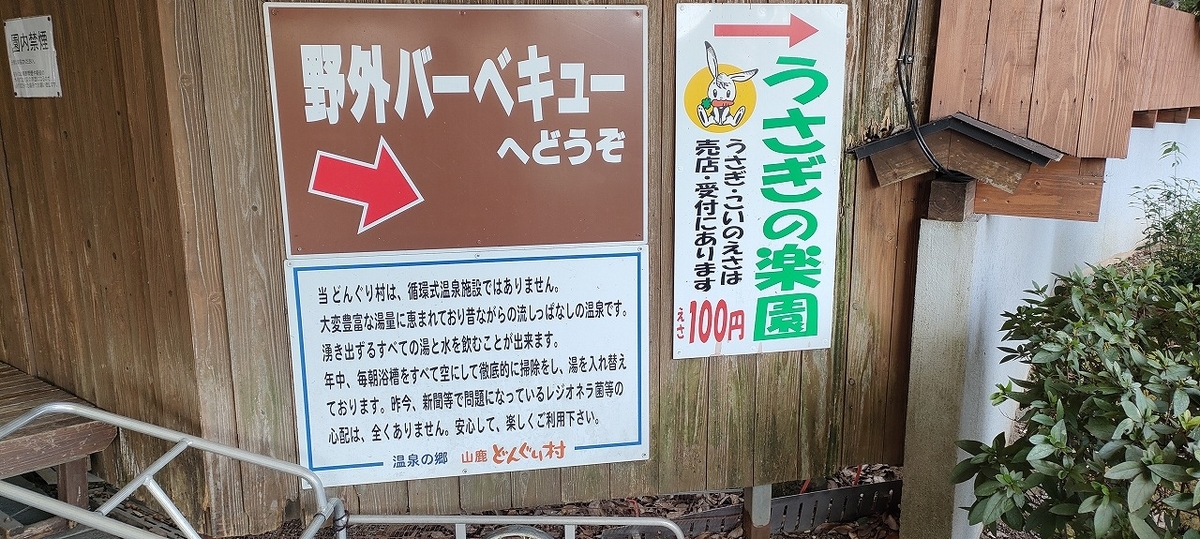 園内禁煙
野外バーベキュー
へどうぞ
当 どんぐり村は、循環式温泉施設ではありません。
大変豊富な湯量に恵まれており昔ながらの流しっぱなしの温泉です。
湧き出ずるすべての湯と水を飲むことが出来ます。
年中、毎朝浴槽をすべて空にして徹底的に掃除をし、湯を入れ替え
ております。昨今、新聞等で問題になっているレジオネラ菌等の
心配は、全くありません。安心して、楽しくご利用下さい。
温泉の郷 山鹿 どんぐり村
うさぎの楽園
うさぎ・こいのえさは
売店・受付にあります
えさ 100円